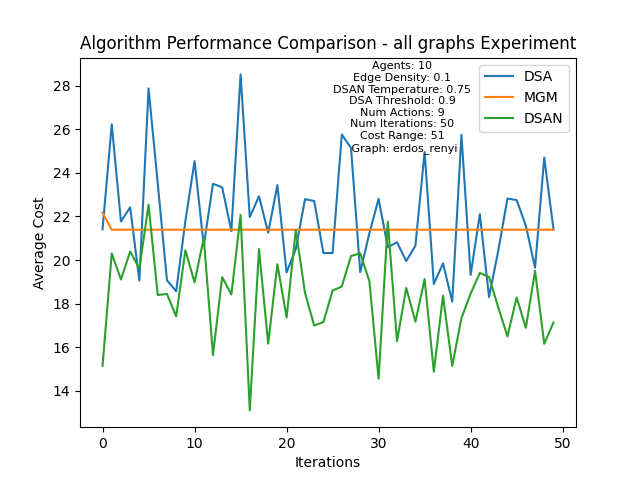 Algorithm Performance Comparison - all graphs Experiment
Agents: 10
Edge Density: 0.1
DSAN Temperature: 0.75
DSA Threshold: 0.9
Num Actions: 9
Num Iterations: 50
Cost Range: 51
Graph: erdos_renyi
DSA
MGM
DSAN
Average Cost
28
26
24
22
20
18
16
14
0
10
20
30
40
50
Iterations